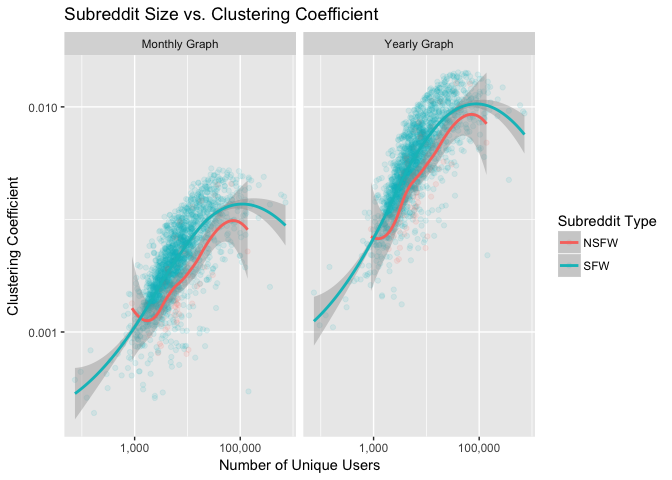 Subreddit Size vs. Clustering Coefficient
Monthly Graph
Yearly Graph
0.010
0.001
Clustering Coefficient
1,000
100,000
1,000
100,000
Number of Unique Users
Subreddit Type
NSFW
SFW